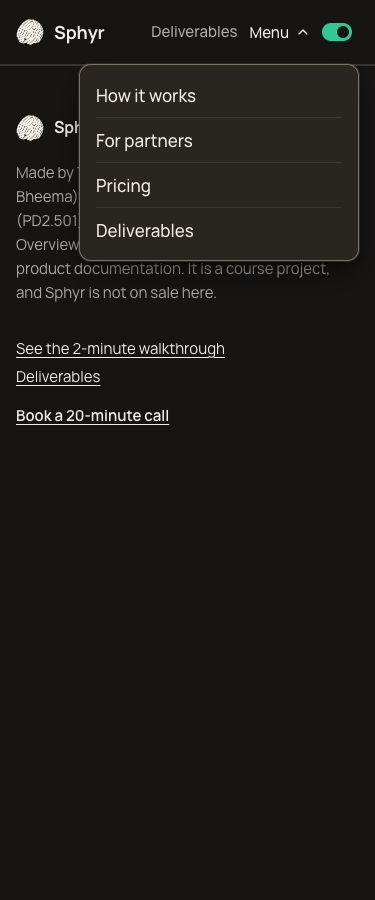 Sphyr
Deliverables
Menu
How it works
For partners
Pricing
Deliverables
Made by
Bheema)
(PD2.501)
Overview
product documentation. It is a course project,
and Sphyr is not on sale here.
See the 2-minute walkthrough
Deliverables
Book a 20-minute call